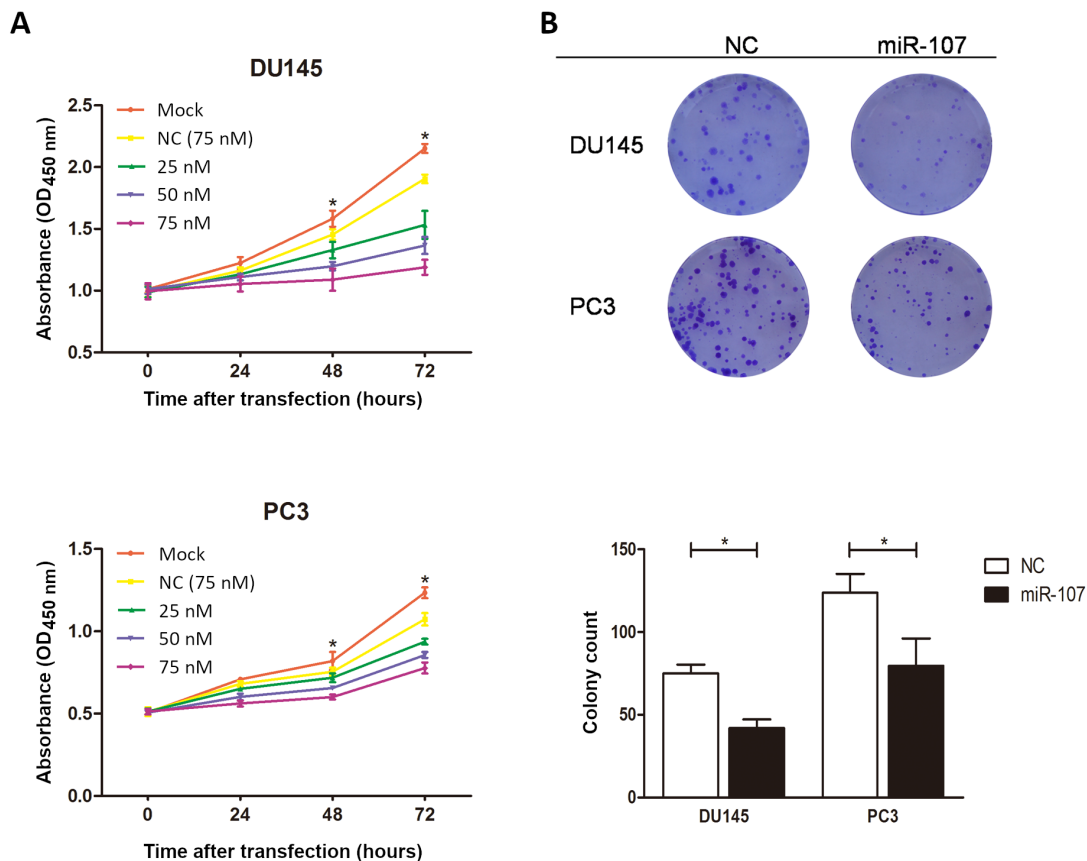 A
DU145
2.5
2.0
1.5
1.0
0.5
Absorbance (OD450 nm)
Mock
NC (75 nM)
25 nM
50 nM
75 nM
*
*
0 24 48 72
Time after transfection (hours)
PC3
1.5
1.0
0.5
0.0
Absorbance (OD450 nm)
Mock
NC (75 nM)
25 nM
50 nM
75 nM
*
*
0 24 48 72
Time after transfection (hours)
B
NC miR-107
DU145
PC3
150
100
50
0
Colony count
* *
NC
miR-107
DU145 PC3